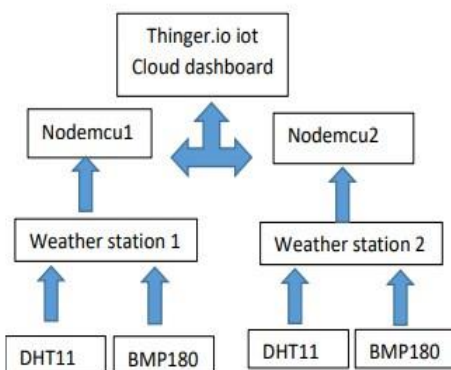 Thinger.io iot
Cloud dashboard
Nodemcu1
Nodemcu2
Weather station 1
Weather station 2
DHT11
BMP180
DHT11
BMP180